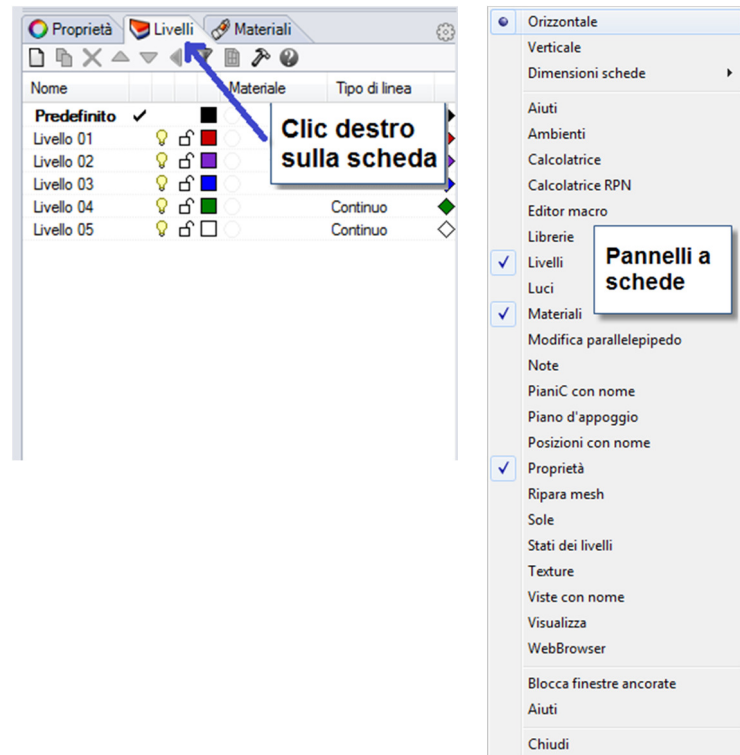 Proprietà Livelli Materiali
Nome Materiale Tipo di linea
Predefinito
Livello 01
Livello 02
Livello 03
Livello 04 Continuo
Livello 05 Continuo
Clic destro
sulla scheda
Orizzontale
Verticale
Dimensioni schede
Aiuti
Ambienti
Calcolatrice
Calcolatrice RPN
Editor macro
Librerie
Livelli
Luci
Materiali
Modifica parallelepipedo
Note
PianiC con nome
Piano d'appoggio
Posizioni con nome
Proprietà
Ripara mesh
Sole
Stati dei livelli
Texture
Viste con nome
Visualizza
WebBrowser
Blocca finestre ancorate
Aiuti
Chiudi
Pannelli a
schede